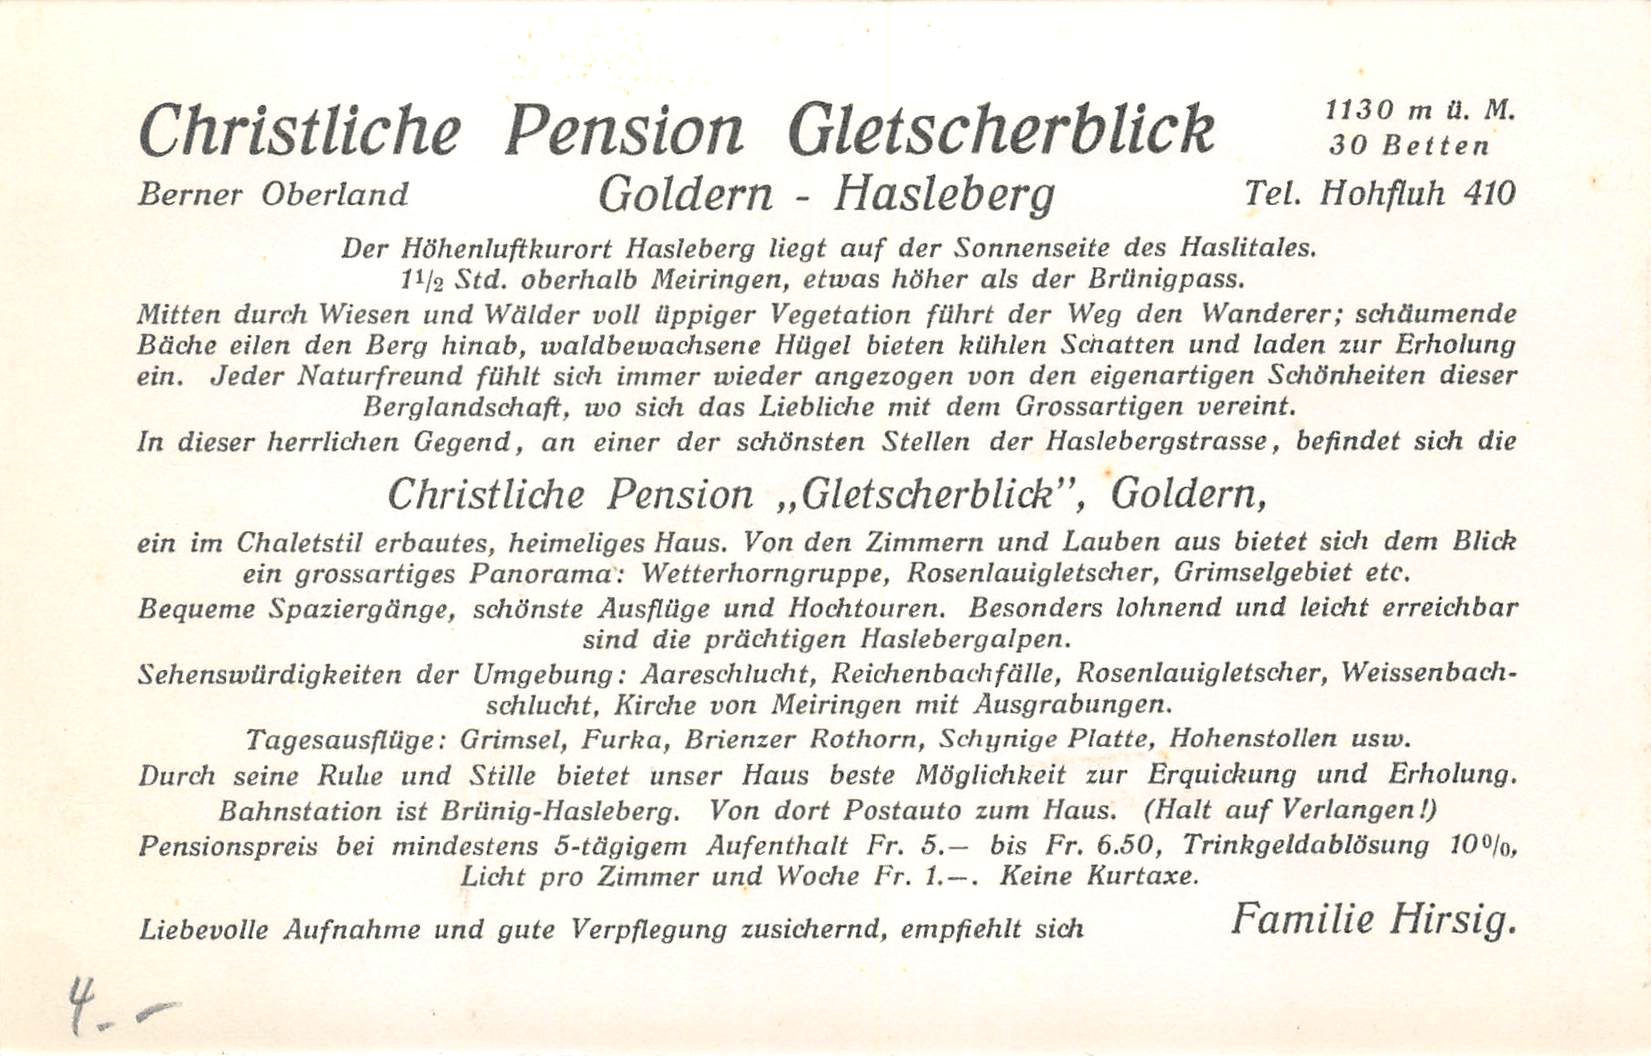 Christliche Pension Gletscherblick
1130 m ü. M.
30 Betten
Berner Oberland Goldern - Hasleberg Tel. Hohfluh 410
Der Höhenluftkurort Hasleberg liegt auf der Sonnenseite des Haslitales.
1 1/2 Std. oberhalb Meiringen, etwas höher als der Brünigpass.
Mitten durch Wiesen und Wälder voll üppiger Vegetation führt der Weg den Wanderer; schäumende
Bäche eilen den Berg hinab, waldbewachsene Hügel bieten kühlen Schatten und laden zur Erholung
ein. Jeder Naturfreund fühlt sich immer wieder angezogen von den eigenartigen Schönheiten dieser
Berglandschaft, wo sich das Liebliche mit dem Grossartigen vereint.
In dieser herrlichen Gegend, an einer der schönsten Stellen der Haslebergstrasse, befindet sich die
Christliche Pension „Gletscherblick”, Goldern,
ein im Chaletstil erbautes, heimeliges Haus. Von den Zimmern und Lauben aus bietet sich dem Blick
ein grossartiges Panorama: Wetterhorngruppe, Rosenlauigletscher, Grimselgebiet etc.
Bequeme Spaziergänge, schönste Ausflüge und Hochtouren. Besonders lohnend und leicht erreichbar
sind die prächtigen Haslebergalpen.
Sehenswürdigkeiten der Umgebung: Aareschlucht, Reichenbachfälle, Rosenlauigletscher, Weissenbach-
schlucht, Kirche von Meiringen mit Ausgrabungen.
Tagesausflüge: Grimsel, Furka, Brienzer Rothorn, Schynige Platte, Hohenstollen usw.
Durch seine Ruhe und Stille bietet unser Haus beste Möglichkeit zur Erquickung und Erholung.
Bahnstation ist Brünig-Hasleberg. Von dort Postauto zum Haus. (Halt auf Verlangen!)
Pensionspreis bei mindestens 5-tägigem Aufenthalt Fr. 5.— bis Fr. 6.50, Trinkgeldablösung 10%,
Licht pro Zimmer und Woche Fr. 1.—. Keine Kurtaxe.
Liebevolle Aufnahme und gute Verpflegung zusichernd, empfiehlt sich Familie Hirsig.
4.-